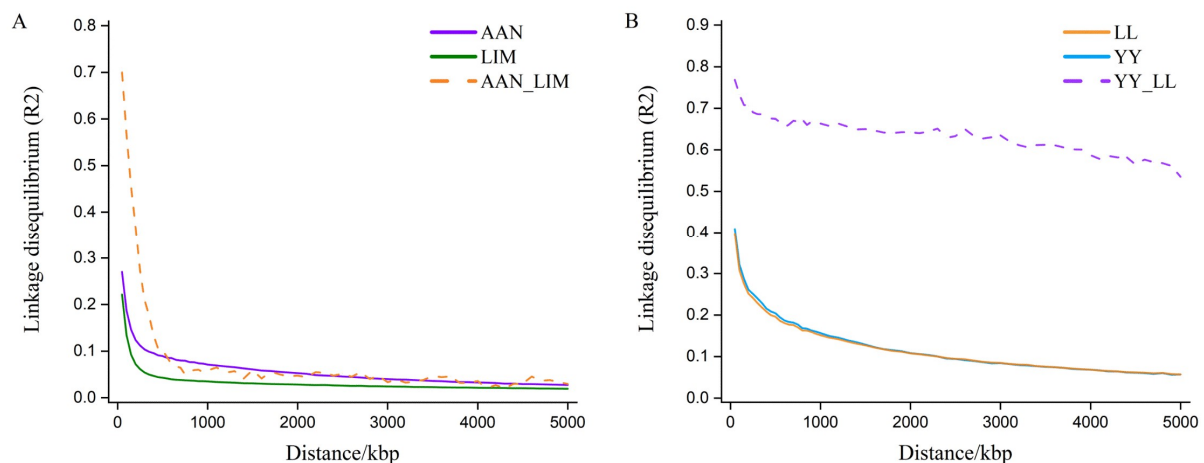 A
Linkage disequilibrium (R2)
0.8
0.7
0.6
0.5
0.4
0.3
0.2
0.1
0.0
0 1000 2000 3000 4000 5000
Distance/kbp
AAN
LIM
AAN_LIM
B
Linkage disequilibrium (R2)
0.9
0.8
0.7
0.6
0.5
0.4
0.3
0.2
0.1
0.0
0 1000 2000 3000 4000 5000
Distance/kbp
LL
YY
YY_LL